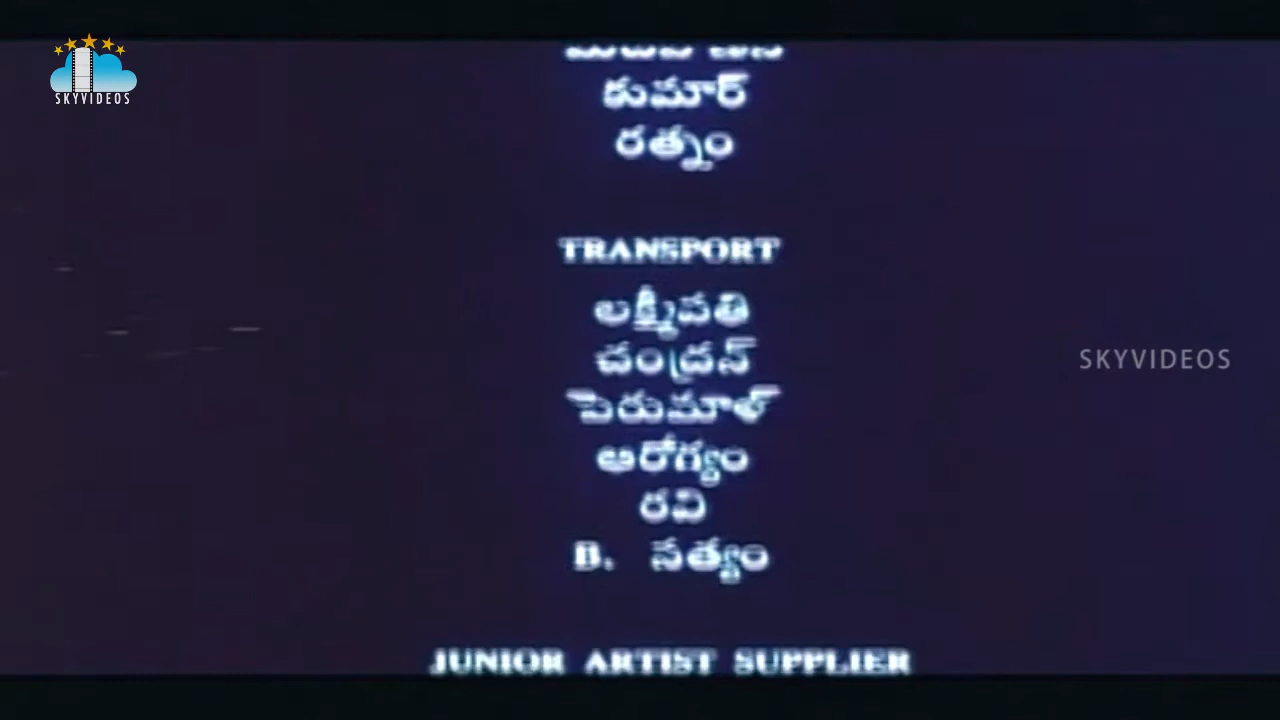 SKYVIDEOS
కుమార్
రత్నం
TRANSPORT
లక్ష్మీపతి
చంద్రన్
పెరుమాళ్
ఆరోగ్యం
రవి
B. సత్యం
SKYVIDEOS
JUNIOR ARTIST SUPPLIER